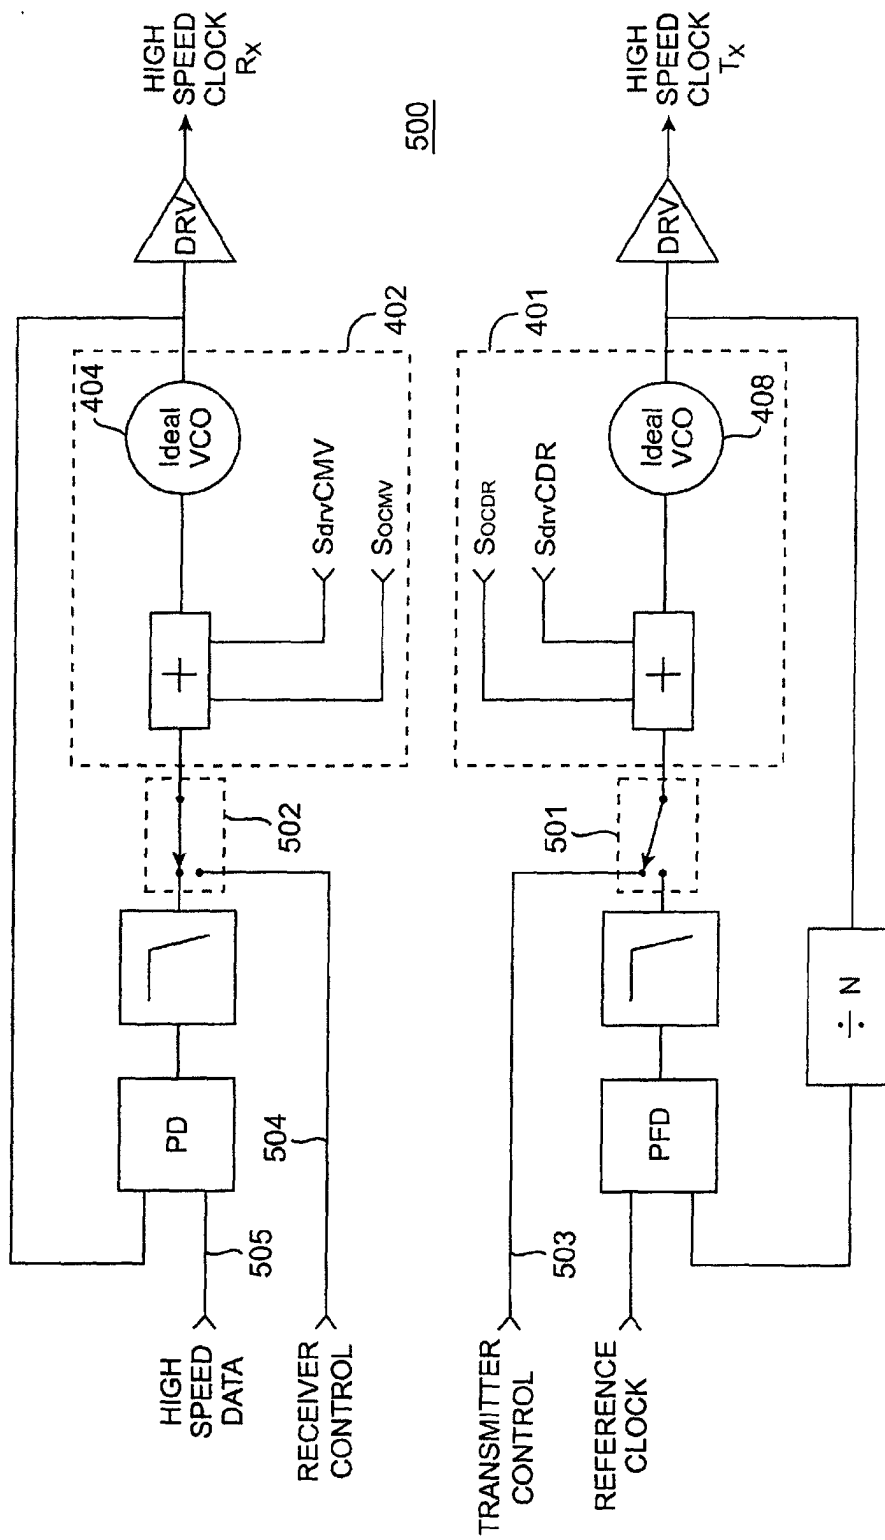 HIGH
SPEED
DATA
505
PD
RECEIVER
CONTROL
504
502
+
SdrvCMV
SOCMV
Ideal
VCO
404
402
DRV
HIGH
SPEED
CLOCK
Rx
500
TRANSMITTER
CONTROL
503
REFERENCE
CLOCK
PFD
501
+
SOCDR
SdrvCDR
Ideal
VCO
408
401
÷ N
DRV
HIGH
SPEED
CLOCK
Tx